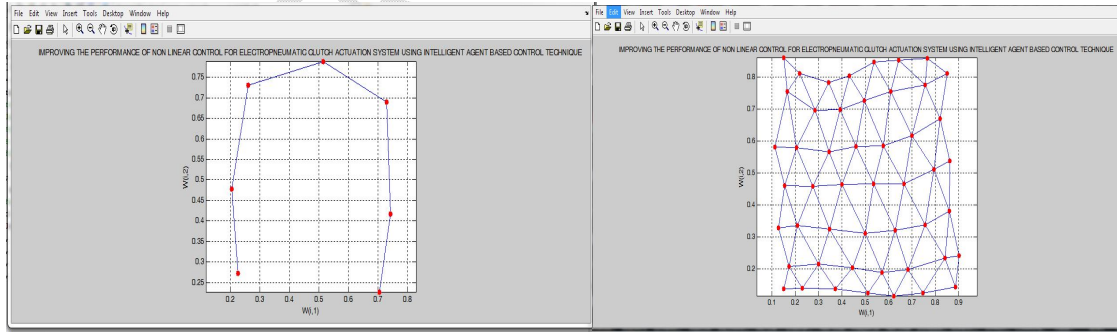 File Edit View Insert Tools Desktop Window Help
IMPROVING THE PERFORMANCE OF NON LINEAR CONTROL FOR ELECTROPNEUMATIC CLUTCH ACTUATION SYSTEM USING INTELLIGENT AGENT BASED CONTROL TECHNIQUE
0.75
0.7
0.65
0.6
0.55
0.5
0.45
0.4
0.35
0.3
0.25
W(i,2)
0.2 0.3 0.4 0.5 0.6 0.7 0.8
W(i,1)
File Edit View Insert Tools Desktop Window Help
IMPROVING THE PERFORMANCE OF NON LINEAR CONTROL FOR ELECTROPNEUMATIC CLUTCH ACTUATION SYSTEM USING INTELLIGENT AGENT BASED CONTROL TECHNIQUE
0.8
0.7
0.6
0.5
0.4
0.3
0.2
W(i,2)
0.1 0.2 0.3 0.4 0.5 0.6 0.7 0.8 0.9
W(i,1)